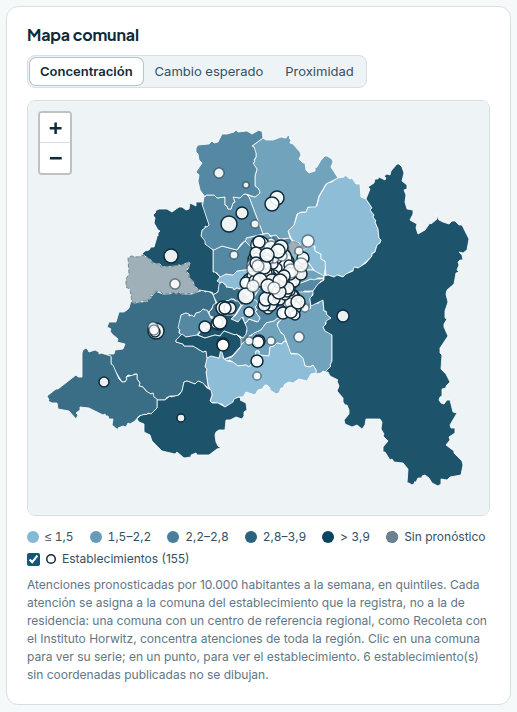 Mapa comunal
Concentración Cambio esperado Proximidad
+
−
≤ 1,5 1,5–2,2 2,2–2,8 2,8–3,9 > 3,9 Sin pronóstico
Establecimientos (155)
Atenciones pronosticadas por 10.000 habitantes a la semana, en quintiles. Cada
atención se asigna a la comuna del establecimiento que la registra, no a la de
residencia: una comuna con un centro de referencia regional, como Recoleta con
el Instituto Horwitz, concentra atenciones de toda la región. Clic en una comuna
para ver su serie; en un punto, para ver el establecimiento. 6 establecimiento(s)
sin coordenadas publicadas no se dibujan.